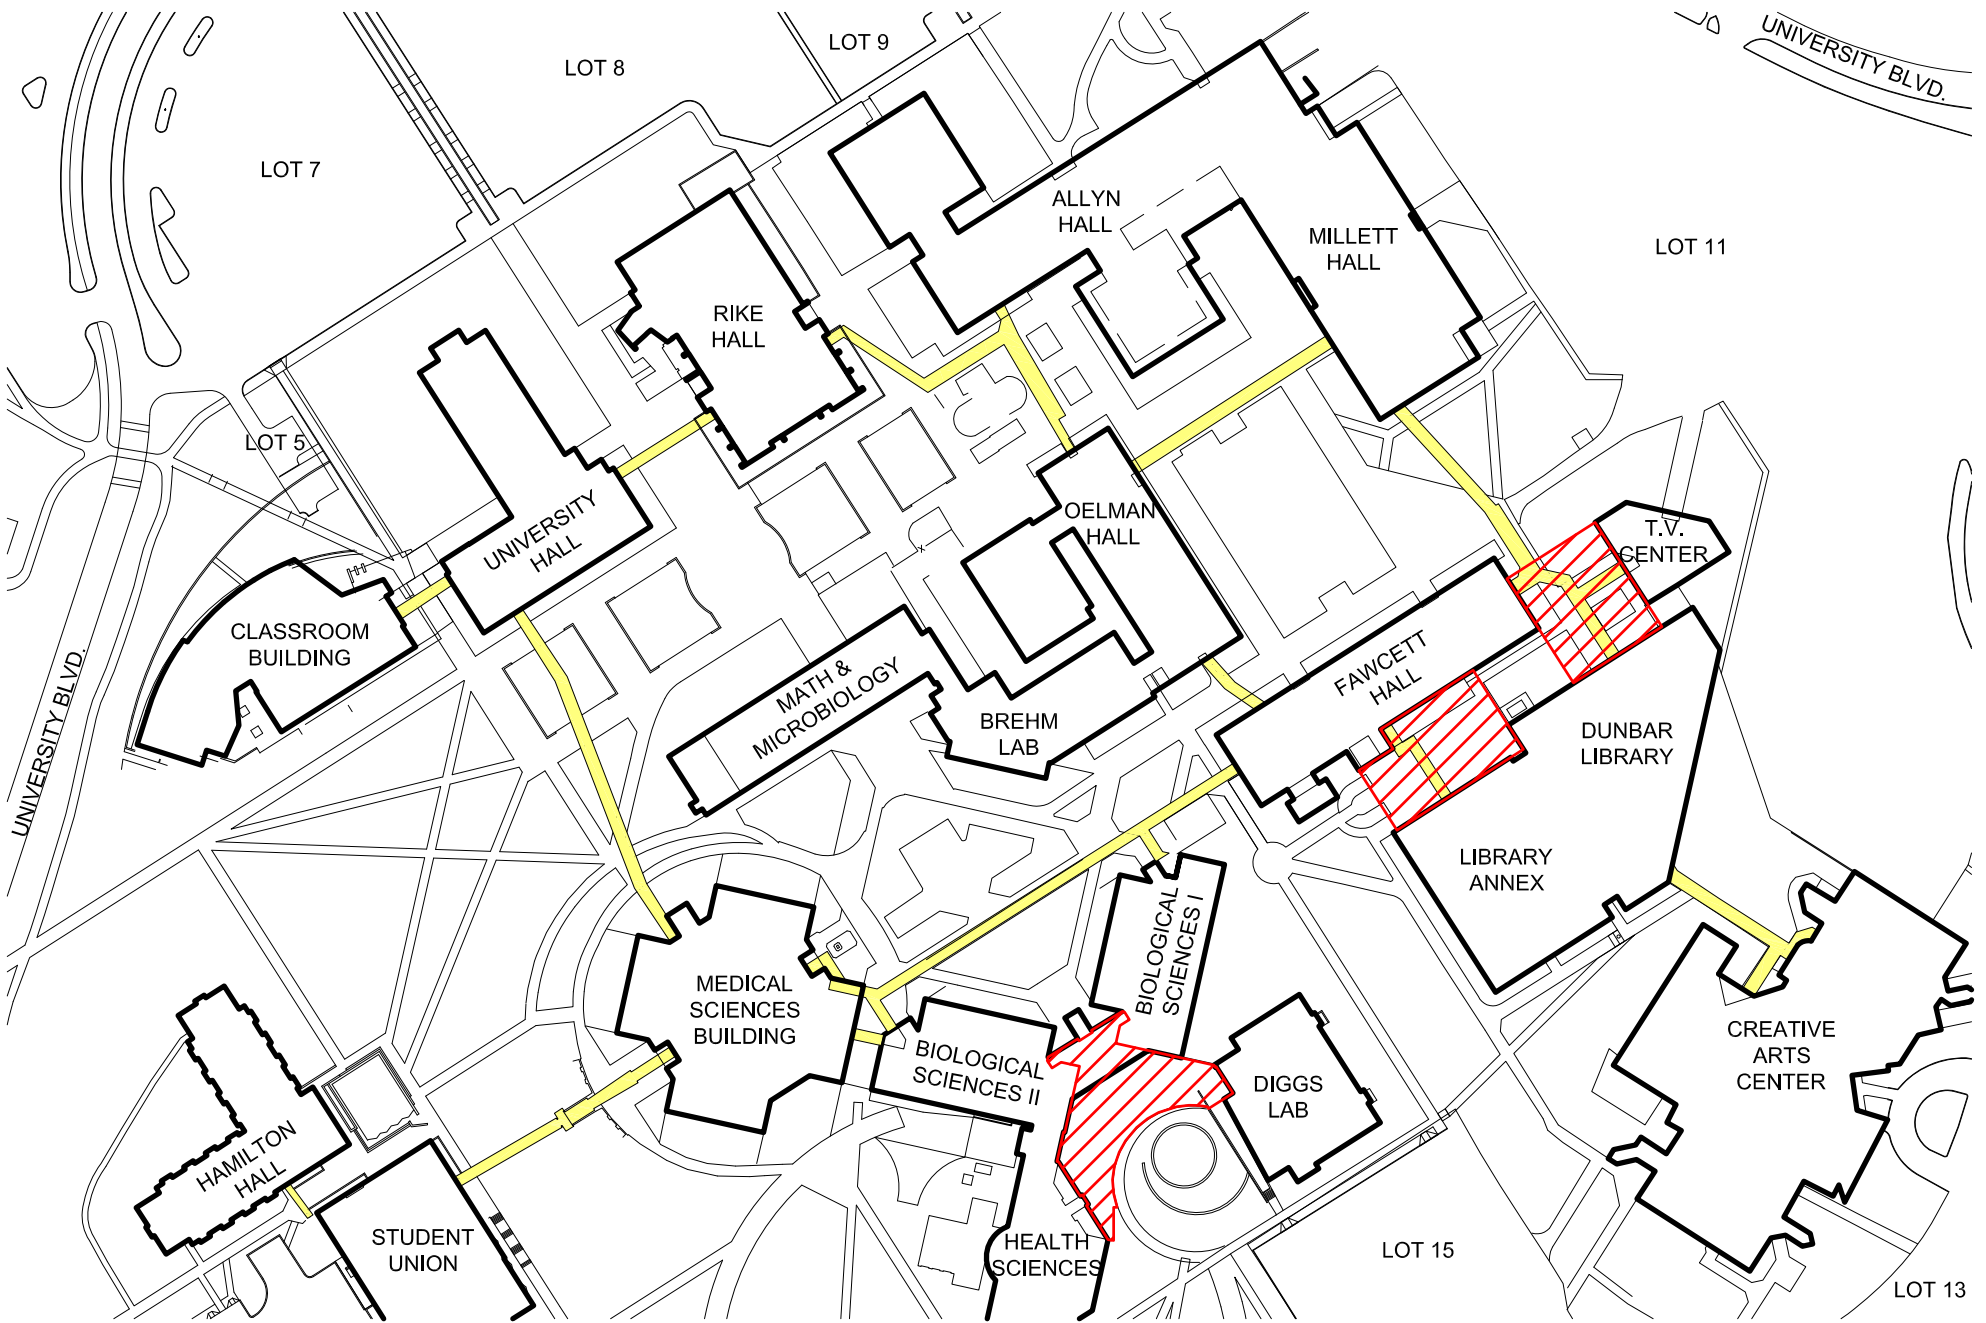 UNIVERSITY BLVD.
LOT 9
LOT 8
LOT 7
ALLYN
HALL
MILLETT
HALL
LOT 11
RIKE
HALL
LOT 5
UNIVERSITY
HALL
OELMAN
HALL
T.V.
CENTER
CLASSROOM
BUILDING
MATH &
MICROBIOLOGY
FAWCETT
HALL
BREHM
LAB
DUNBAR
LIBRARY
UNIVERSITY BLVD.
LIBRARY
ANNEX
BIOLOGICAL
SCIENCES I
MEDICAL
SCIENCES
BUILDING
BIOLOGICAL
SCIENCES II
DIGGS
LAB
CREATIVE
ARTS
CENTER
HAMILTON
HALL
STUDENT
UNION
HEALTH
SCIENCES
LOT 15
LOT 13